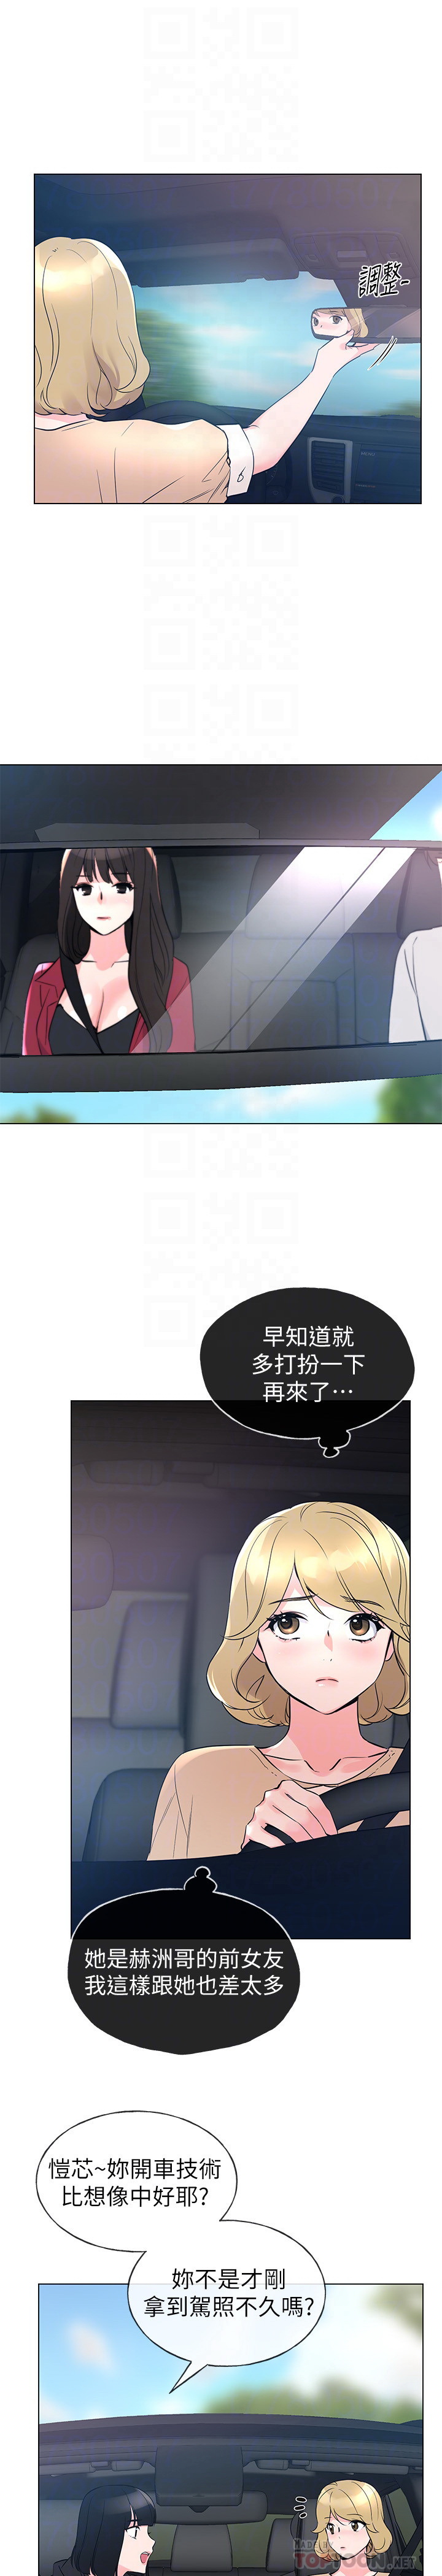 調整-
早知道就
多打扮一下
再來了…
她是赫洲哥的前女友
我這樣跟她也差太多
愷芯~妳開車技術
比想像中好耶?
妳不是才剛
拿到駕照不久嗎?
TOPTOON.NET